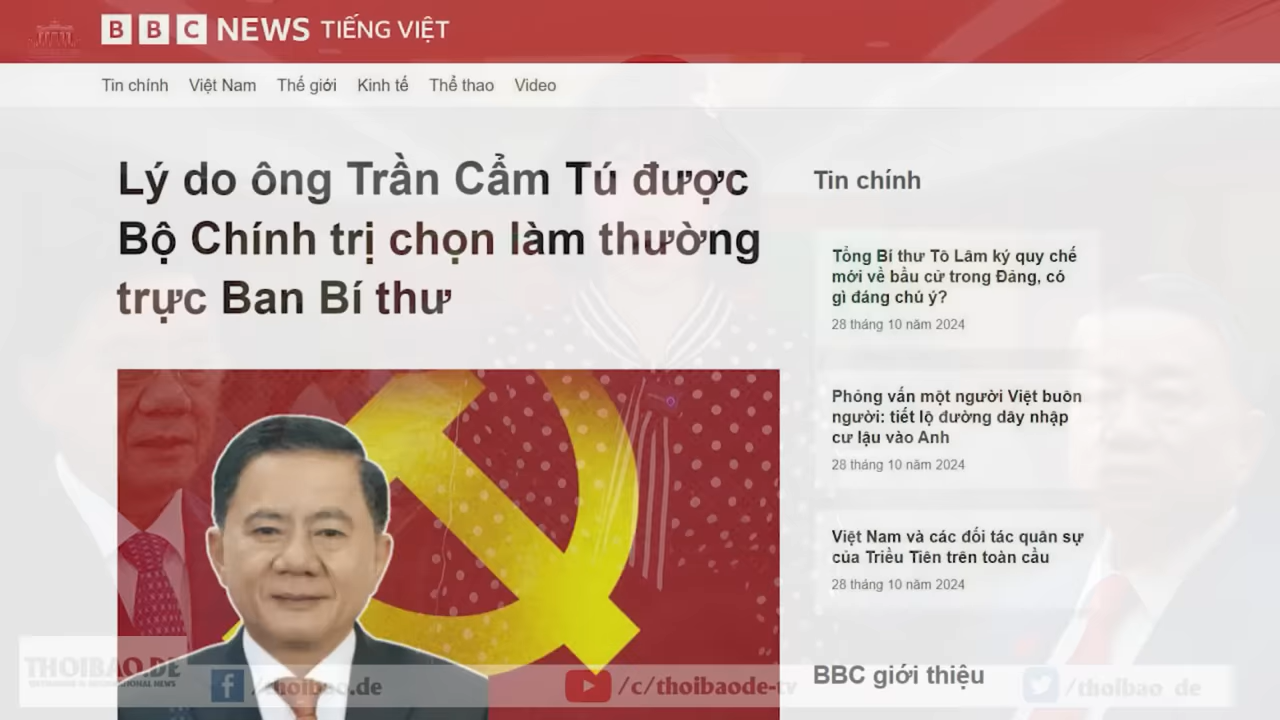 BBC NEWS TIẾNG VIỆT
Tin chính Việt Nam Thế giới Kinh tế Thể thao Video
Lý do ông Trần Cẩm Tú được
Bộ Chính trị chọn làm thường
trực Ban Bí thư
Tin chính
Tổng Bí thư Tô Lâm ký quy chế
mới về bầu cử trong Đảng, có
gì đáng chú ý?
28 tháng 10 năm 2024
Phỏng vấn một người Việt buôn
người: tiết lộ đường dây nhập
cư lậu vào Anh
28 tháng 10 năm 2024
Việt Nam và các đối tác quân sự
của Triều Tiên trên toàn cầu
28 tháng 10 năm 2024
BBC giới thiệu
THOIBAO.DE
VIETNAMESE & INTERNATIONAL NEWS
/thoibao.de
/c/thoibaode-tv
/thoibao_de